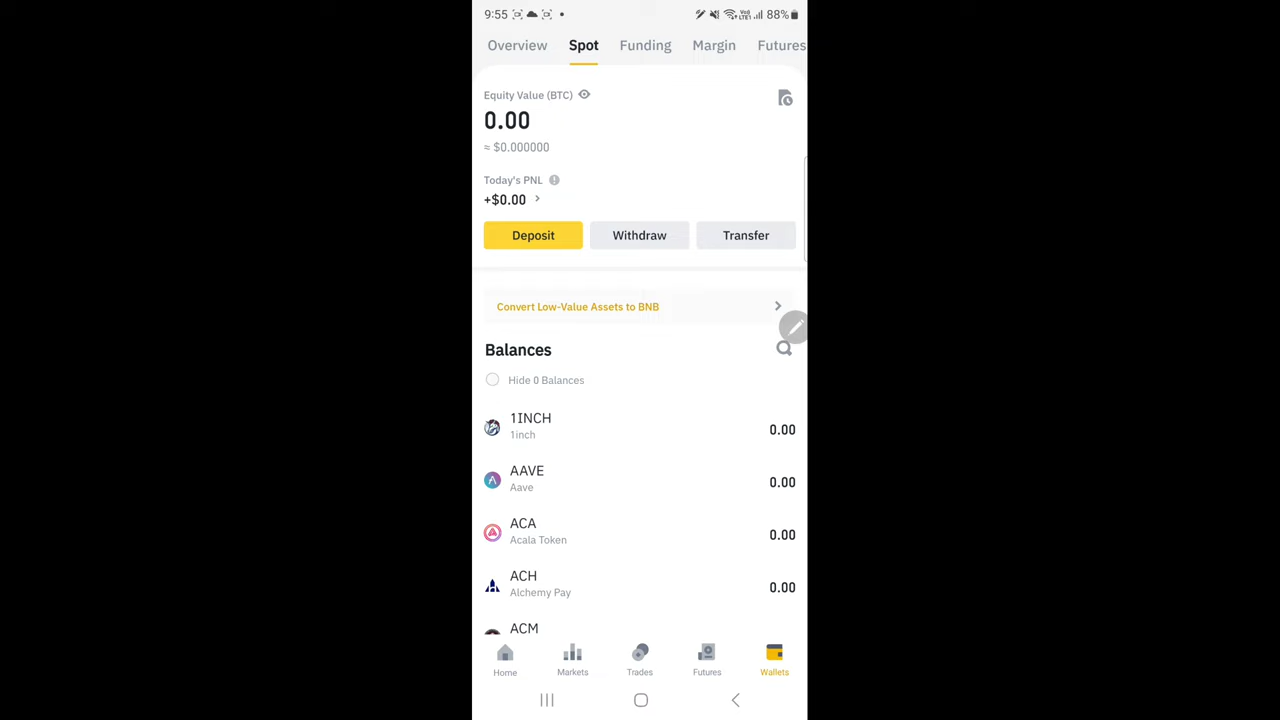 9:55 88%
Overview Spot Funding Margin Futures
Equity Value (BTC)
0.00
≈ $0.000000
Today's PNL
+$0.00 >
Deposit Withdraw Transfer
Convert Low-Value Assets to BNB >
Balances
Hide 0 Balances
1INCH
1inch
0.00
AAVE
Aave
0.00
ACA
Acala Token
0.00
ACH
Alchemy Pay
0.00
ACM
Home Markets Trades Futures Wallets